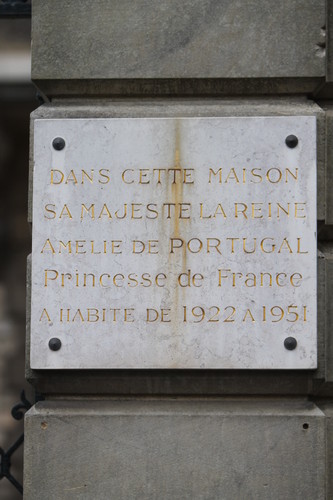 DANS CETTE MAISON
SA MAJESTE LA REINE
AMELIE DE PORTUGAL
Princesse de France
A HABITE DE 1922 A 1951